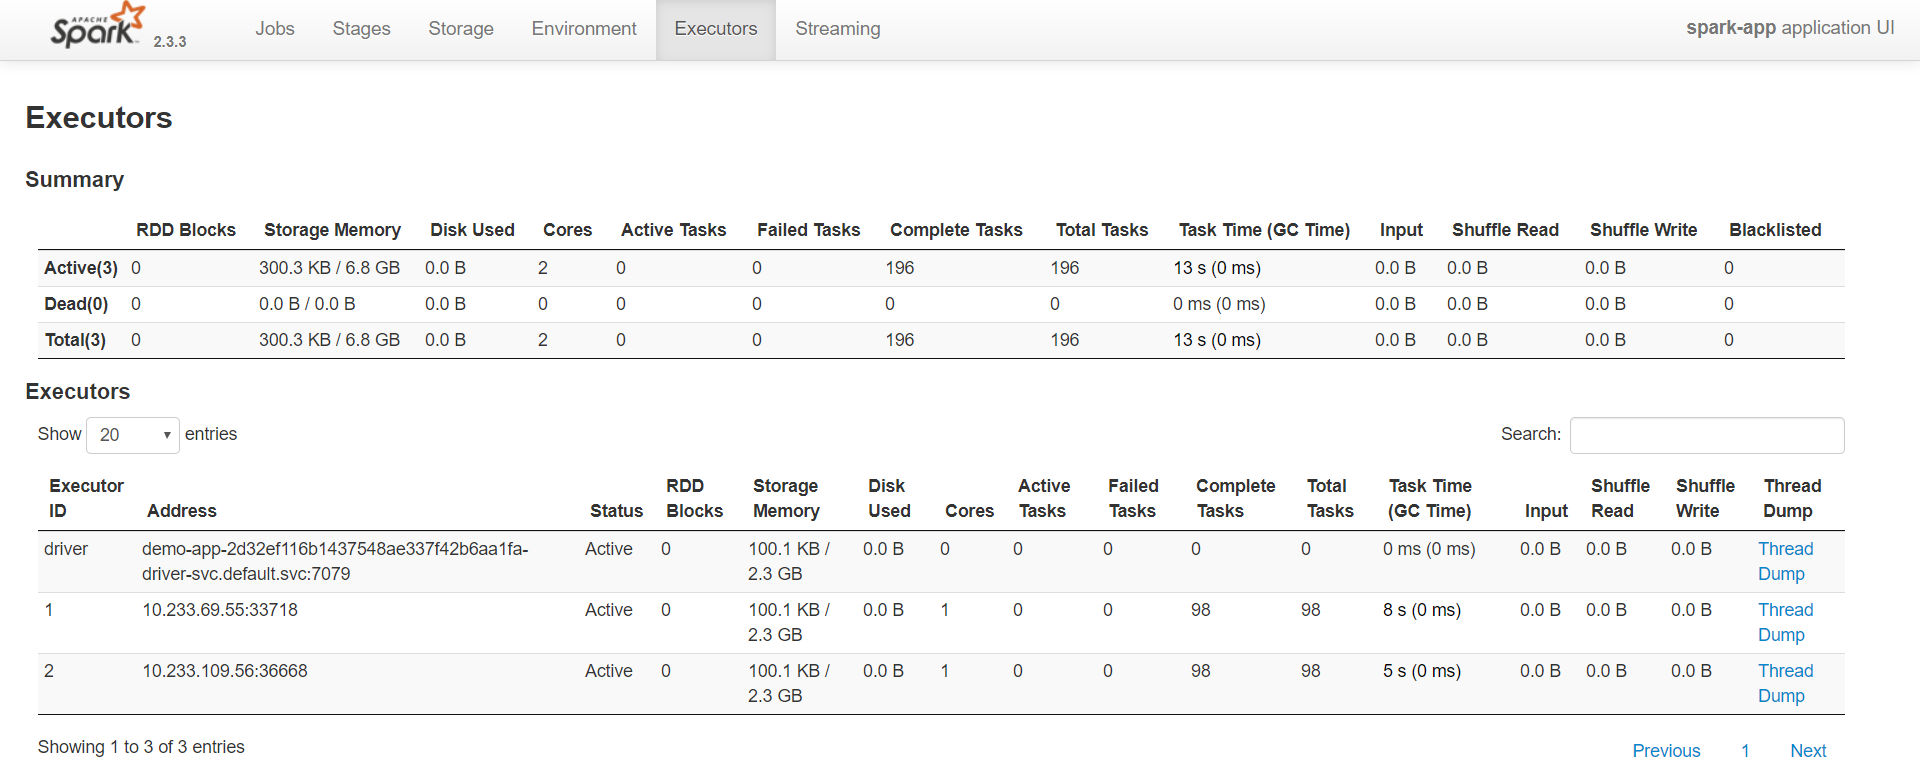 APACHE
Spark 2.3.3 Jobs Stages Storage Environment Executors Streaming spark-app application UI
Executors
Summary
RDD Blocks Storage Memory Disk Used Cores Active Tasks Failed Tasks Complete Tasks Total Tasks Task Time (GC Time) Input Shuffle Read Shuffle Write Blacklisted
Active(3) 0 300.3 KB / 6.8 GB 0.0 B 2 0 0 196 196 13 s (0 ms) 0.0 B 0.0 B 0.0 B 0
Dead(0) 0 0.0 B / 0.0 B 0.0 B 0 0 0 0 0 0 ms (0 ms) 0.0 B 0.0 B 0.0 B 0
Total(3) 0 300.3 KB / 6.8 GB 0.0 B 2 0 0 196 196 13 s (0 ms) 0.0 B 0.0 B 0.0 B 0
Executors
Show 20 entries Search:
Executor RDD Storage Disk Active Failed Complete Total Task Time Shuffle Shuffle Thread
ID Address Status Blocks Memory Used Cores Tasks Tasks Tasks Tasks (GC Time) Input Read Write Dump
driver demo-app-2d32ef116b1437548ae337f42b6aa1fa- Active 0 100.1 KB / 0.0 B 0 0 0 0 0 0 ms (0 ms) 0.0 B 0.0 B 0.0 B Thread
driver-svc.default.svc:7079 2.3 GB Dump
1 10.233.69.55:33718 Active 0 100.1 KB / 0.0 B 1 0 0 98 98 8 s (0 ms) 0.0 B 0.0 B 0.0 B Thread
2.3 GB Dump
2 10.233.109.56:36668 Active 0 100.1 KB / 0.0 B 1 0 0 98 98 5 s (0 ms) 0.0 B 0.0 B 0.0 B Thread
2.3 GB Dump
Showing 1 to 3 of 3 entries Previous 1 Next